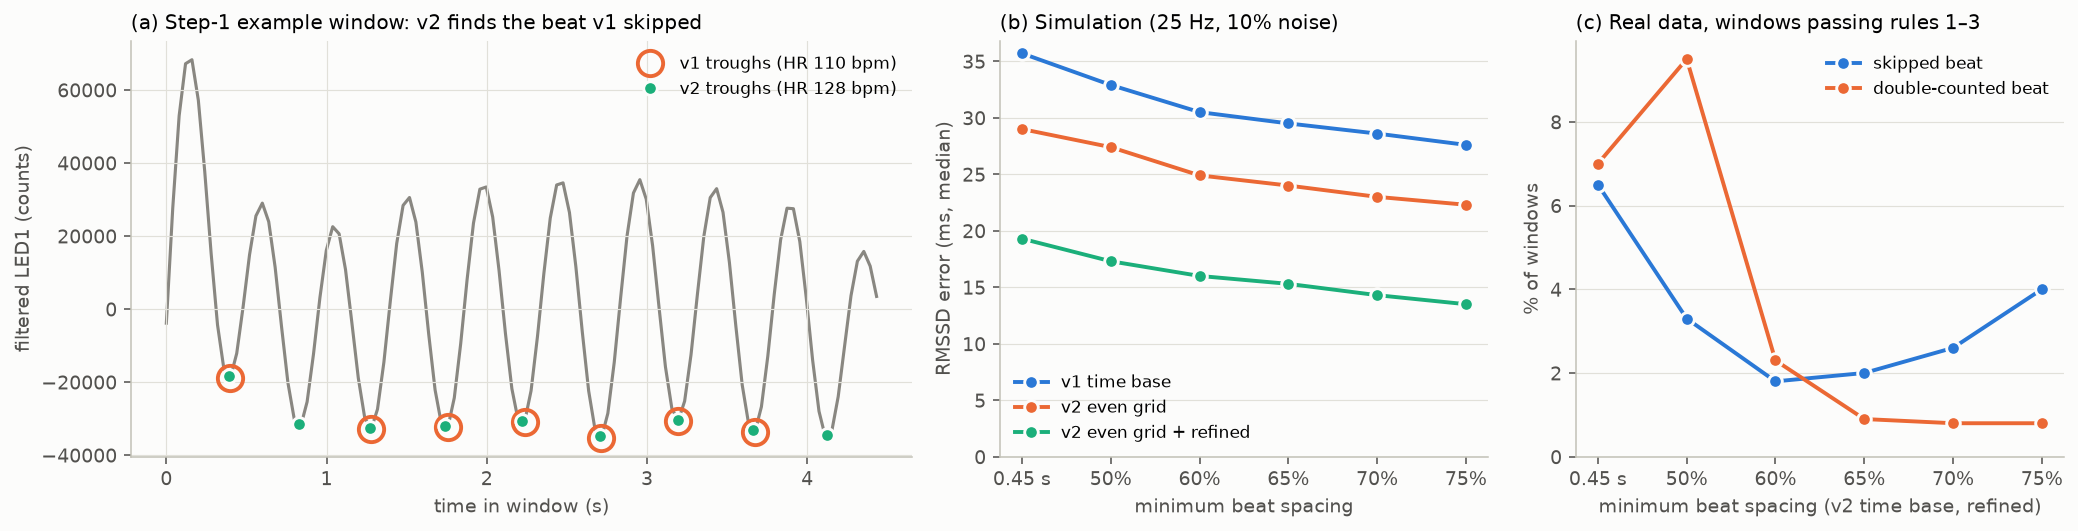 (a) Step-1 example window: v2 finds the beat v1 skipped
v1 troughs (HR 110 bpm)
v2 troughs (HR 128 bpm)
filtered LED1 (counts)
60000
40000
20000
0
−20000
−40000
0
1
2
3
4
time in window (s)
(b) Simulation (25 Hz, 10% noise)
RMSSD error (ms, median)
35
30
25
20
15
10
5
0
v1 time base
v2 even grid
v2 even grid + refined
0.45 s
50%
60%
65%
70%
75%
minimum beat spacing
(c) Real data, windows passing rules 1–3
skipped beat
double-counted beat
% of windows
8
6
4
2
0
0.45 s
50%
60%
65%
70%
75%
minimum beat spacing (v2 time base, refined)